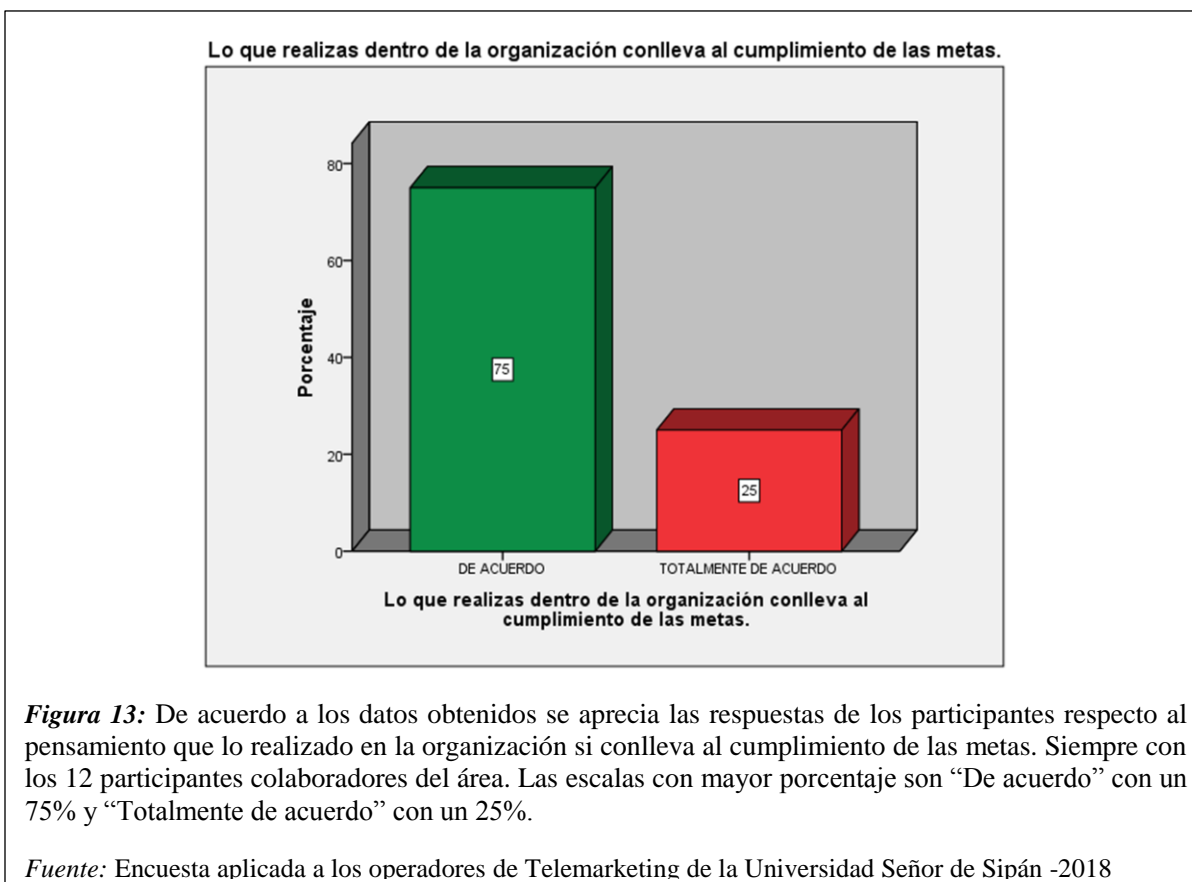 Lo que realizas dentro de la organización conlleva al cumplimiento de las metas.
Porcentaje
80
60
40
20
0
75
25
DE ACUERDO
TOTALMENTE DE ACUERDO
Lo que realizas dentro de la organización conlleva al
cumplimiento de las metas.
Figura 13: De acuerdo a los datos obtenidos se aprecia las respuestas de los participantes respecto al
pensamiento que lo realizado en la organización si conlleva al cumplimiento de las metas. Siempre con
los 12 participantes colaboradores del área. Las escalas con mayor porcentaje son “De acuerdo” con un
75% y “Totalmente de acuerdo” con un 25%.
Fuente: Encuesta aplicada a los operadores de Telemarketing de la Universidad Señor de Sipán -2018